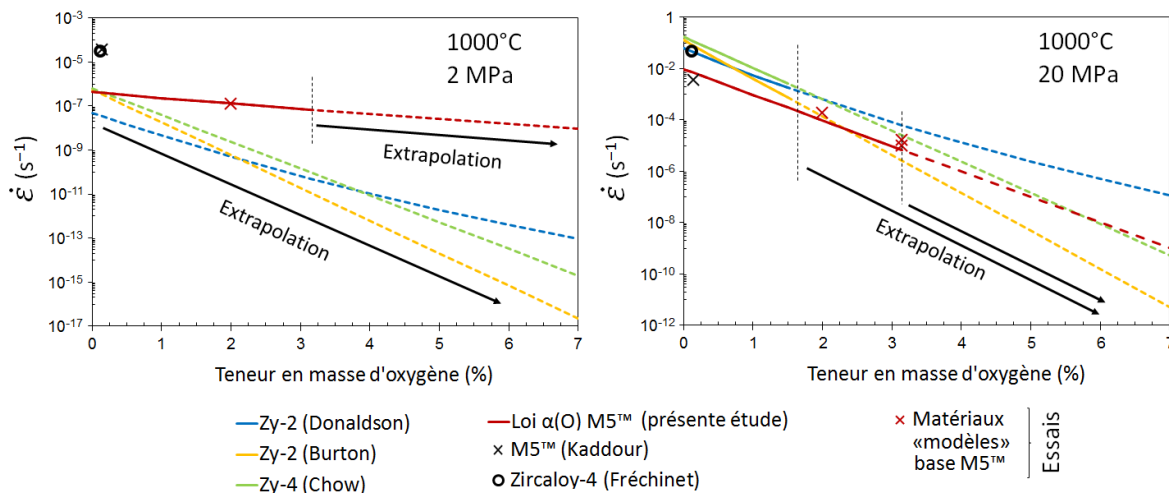 1000°C
2 MPa
10⁻³
10⁻⁵
10⁻⁷
10⁻⁹
10⁻¹¹
10⁻¹³
10⁻¹⁵
10⁻¹⁷
ε̇ (s⁻¹)
Extrapolation
Extrapolation
0 1 2 3 4 5 6 7
Teneur en masse d'oxygène (%)
1000°C
20 MPa
1
10⁻²
10⁻⁴
10⁻⁶
10⁻⁸
10⁻¹⁰
10⁻¹²
ε̇ (s⁻¹)
Extrapolation
0 1 2 3 4 5 6 7
Teneur en masse d'oxygène (%)
Zy-2 (Donaldson)
Zy-2 (Burton)
Zy-4 (Chow)
Loi α(O) M5™ (présente étude)
M5™ (Kaddour)
Zircaloy-4 (Fréchinet)
Matériaux
«modèles»
base M5™
Essais